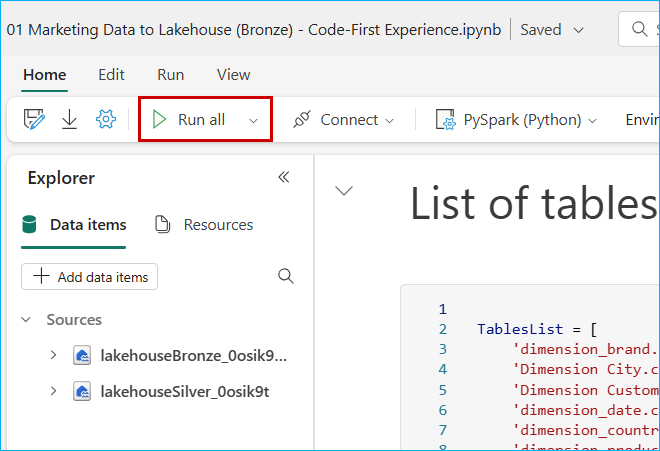 01 Marketing Data to Lakehouse (Bronze) - Code-First Experience.ipynb Saved
Home Edit Run View
Run all Connect PySpark (Python)
Explorer
List of tables
Data items Resources
+ Add data items
Sources
lakehouseBronze_0osik9...
lakehouseSilver_0osik9t
1
2 TablesList = [
3 'dimension_brand.
4 'Dimension City.c
5 'Dimension Custom
6 'dimension_date.c
7 'dimension_countr
8 'dimension_produc